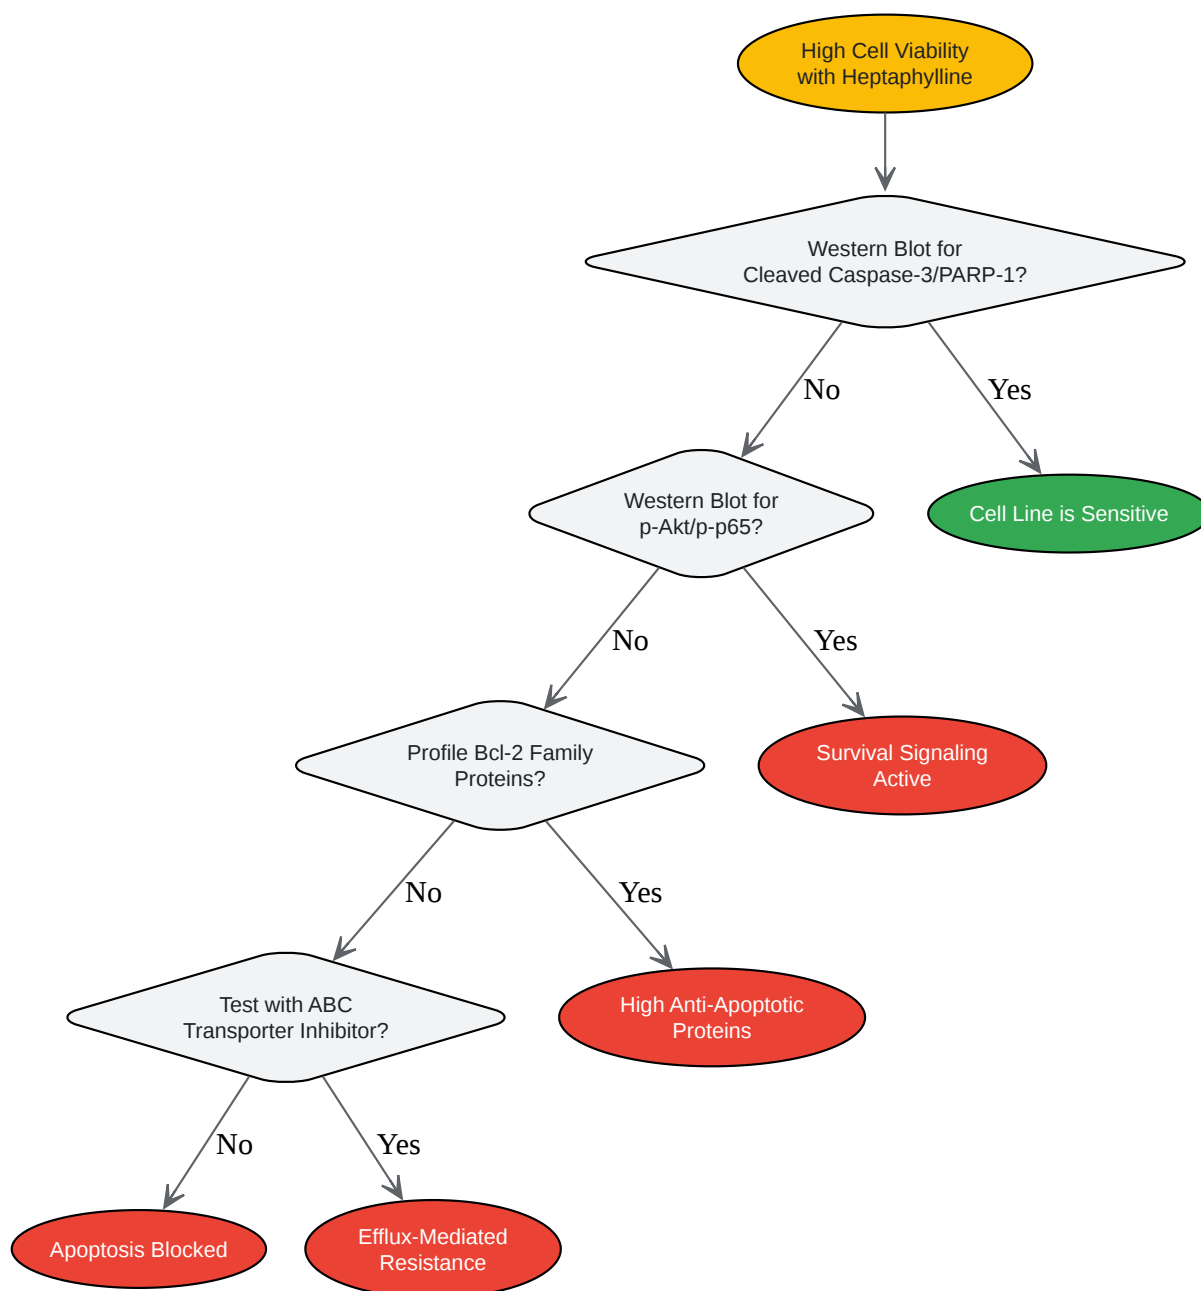 High Cell Viability
with Heptaphylline
Western Blot for
Cleaved Caspase-3/PARP-1?
No
Yes
Western Blot for
p-Akt/p-p65?
Cell Line is Sensitive
No
Yes
Profile Bcl-2 Family
Proteins?
Survival Signaling
Active
No
Yes
Test with ABC
Transporter Inhibitor?
High Anti-Apoptotic
Proteins
No
Yes
Apoptosis Blocked
Efflux-Mediated
Resistance